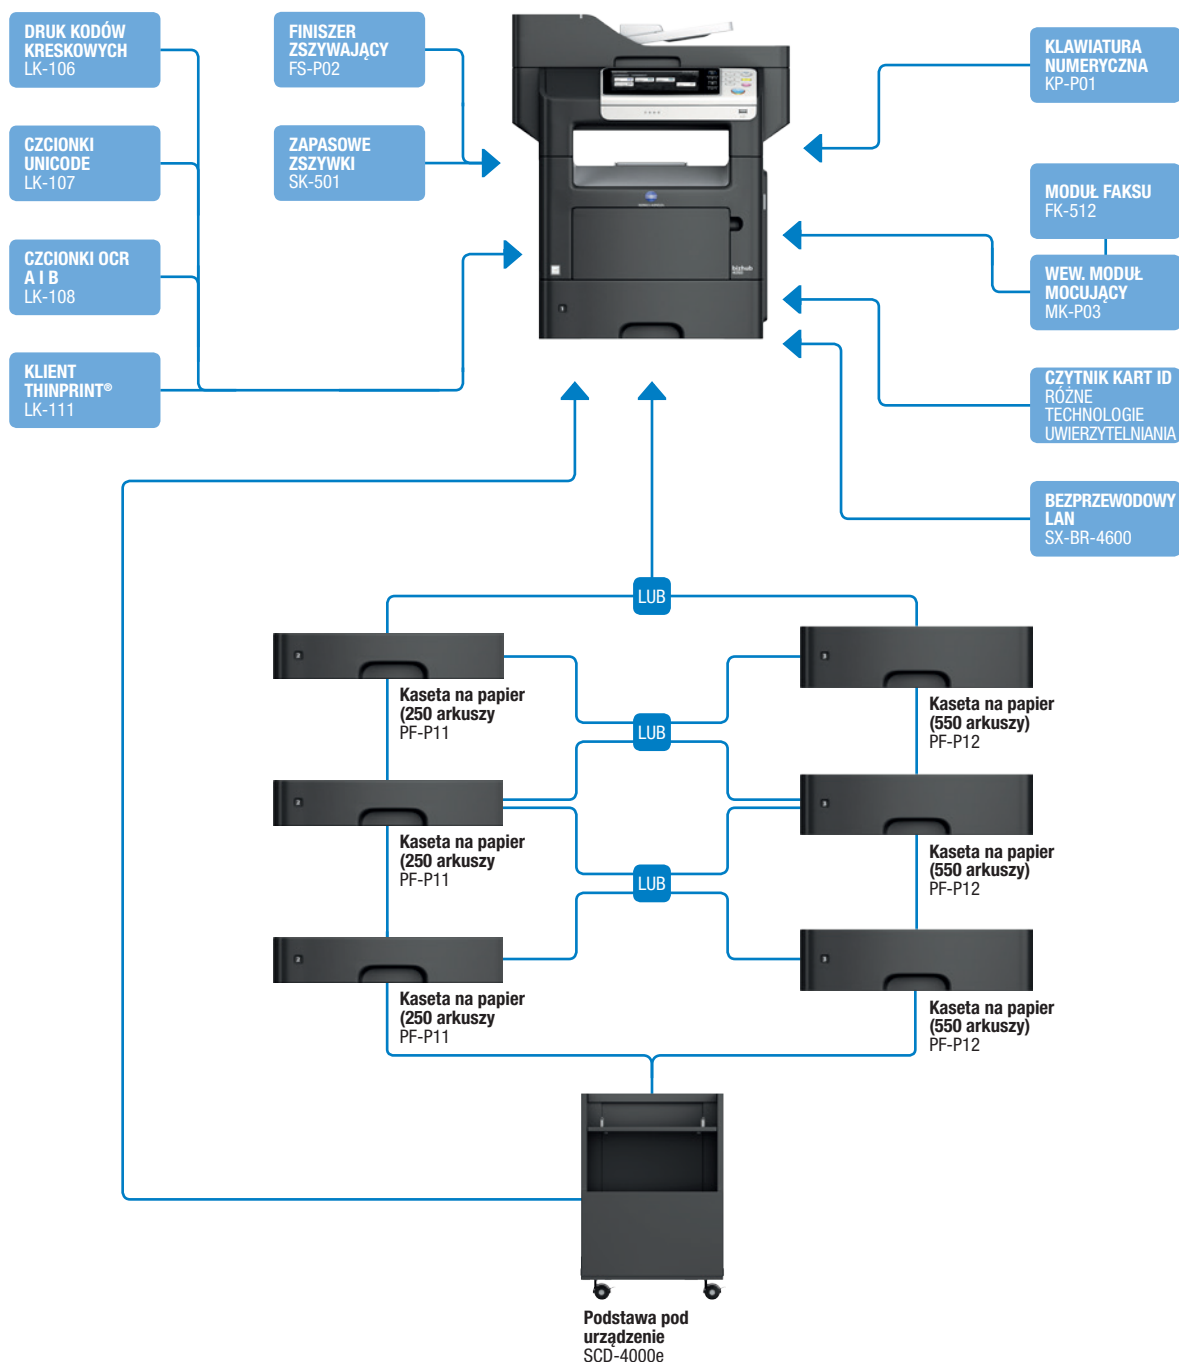 DRUK KODÓW
KRESKOWYCH
LK-106
FINISZER
ZSZYWAJĄCY
FS-P02
KLAWIATURA
NUMERYCZNA
KP-P01
CZCIONKI
UNICODE
LK-107
ZAPASOWE
ZSZYWKI
SK-501
MODUŁ FAKSU
FK-512
CZCIONKI OCR
A I B
LK-108
WEW. MODUŁ
MOCUJĄCY
MK-P03
bizhub
KLIENT
THINPRINT®
LK-111
CZYTNIK KART ID
RÓŻNE
TECHNOLOGIE
UWIERZYTELNIANIA
BEZPRZEWODOWY
LAN
SX-BR-4600
LUB
Kaseta na papier
(250 arkuszy
PF-P11
Kaseta na papier
(550 arkuszy)
PF-P12
LUB
Kaseta na papier
(250 arkuszy
PF-P11
Kaseta na papier
(550 arkuszy)
PF-P12
LUB
Kaseta na papier
(250 arkuszy
PF-P11
Kaseta na papier
(550 arkuszy)
PF-P12
Podstawa pod
urządzenie
SCD-4000e